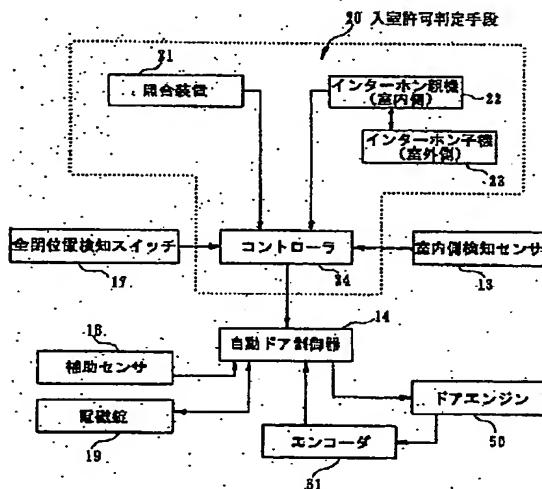 20 入室許可判定手段
21
照合装置
インターホン親機
(室内側)
22
インターホン子機
(室外側)
23
全閉位置検知スイッチ
17
コントローラ
24
室内側検知センサ
13
14
自動ドア制御器
18
補助センサ
電磁錠
19
ドアエンジン
50
エンコーダ
51